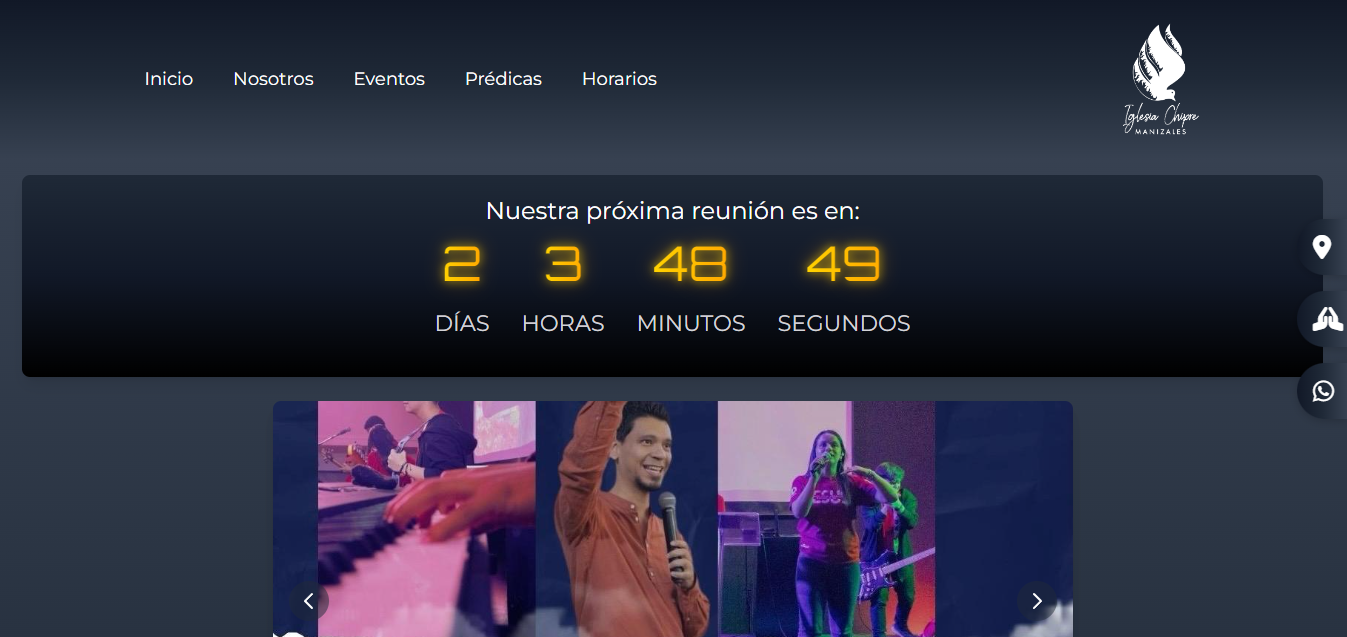 Inicio Nosotros Eventos Prédicas Horarios
Iglesia Chipre
MANIZALES
Nuestra próxima reunión es en:
2 3 48 49
DÍAS HORAS MINUTOS SEGUNDOS